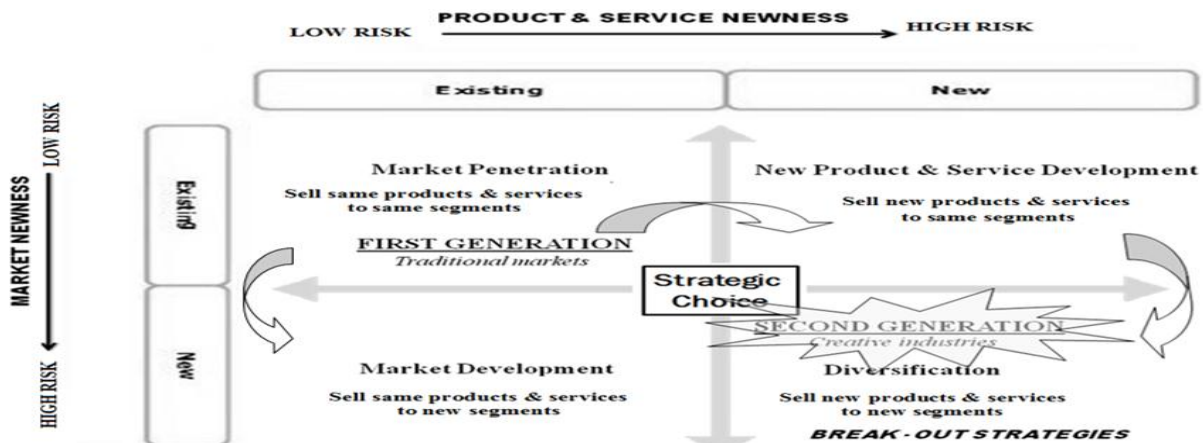 PRODUCT & SERVICE NEWNESS
LOW RISK
HIGH RISK
Existing
New
MARKET NEWNESS
LOW RISK
HIGH RISK
Existing
New
Market Penetration
Sell same products & services
to same segments
FIRST GENERATION
Traditional markets
New Product & Service Development
Sell new products & services
to same segments
Strategic
Choice
SECOND GENERATION
Creative industries
Market Development
Sell same products & services
to new segments
Diversification
Sell new products & services
to new segments
BREAK-OUT STRATEGIES